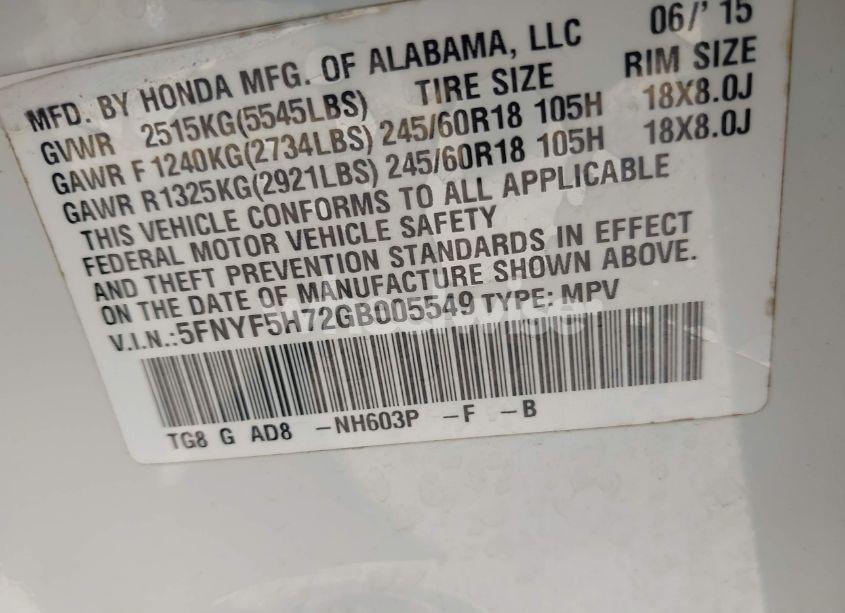 MFD. BY HONDA MFG. OF ALABAMA, LLC 06/' 15
GVWR 2515KG(5545LBS) TIRE SIZE RIM SIZE
GAWR F 1240KG(2734LBS) 245/60R18 105H 18X8.0J
GAWR R1325KG(2921LBS) 245/60R18 105H 18X8.0J
THIS VEHICLE CONFORMS TO ALL APPLICABLE
FEDERAL MOTOR VEHICLE SAFETY
AND THEFT PREVENTION STANDARDS IN EFFECT
ON THE DATE OF MANUFACTURE SHOWN ABOVE.
V.I.N.:5FNYF5H72GB005549 TYPE: MPV
TG8 G AD8 -NH603P -F -B